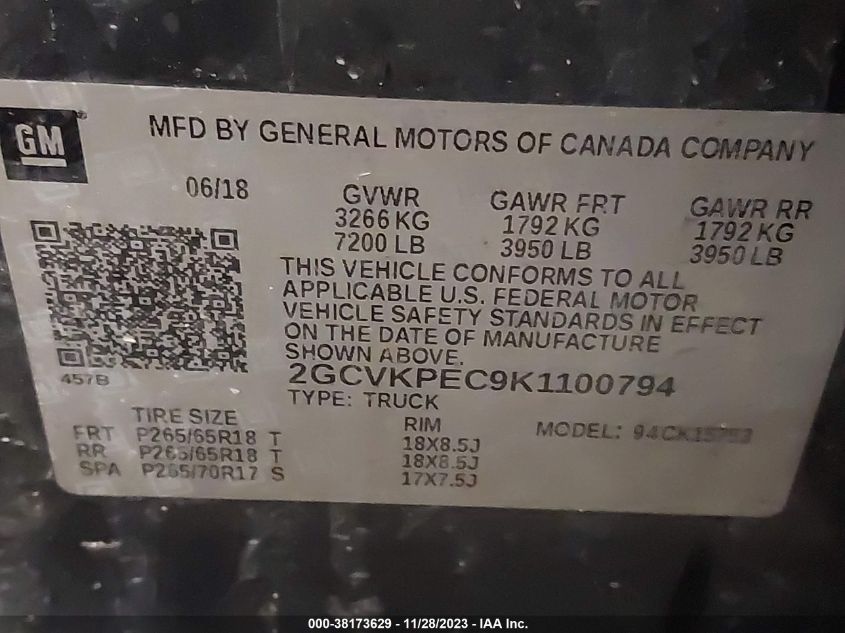 GM
MFD BY GENERAL MOTORS OF CANADA COMPANY
06/18
GVWR
3266 KG
7200 LB
GAWR FRT
1792 KG
3950 LB
GAWR RR
1792 KG
3950 LB
THIS VEHICLE CONFORMS TO ALL
APPLICABLE U.S. FEDERAL MOTOR
VEHICLE SAFETY STANDARDS IN EFFECT
ON THE DATE OF MANUFACTURE
SHOWN ABOVE.
457B
2GCVKPEC9K1100794
TYPE: TRUCK
TIRE SIZE
RIM
MODEL:
FRT P265/65R18 T 18X8.5J
RR P265/65R18 T 18X8.5J
SPA P265/70R17 S 17X7.5J
000-38173629 - 11/28/2023 - IAA Inc.